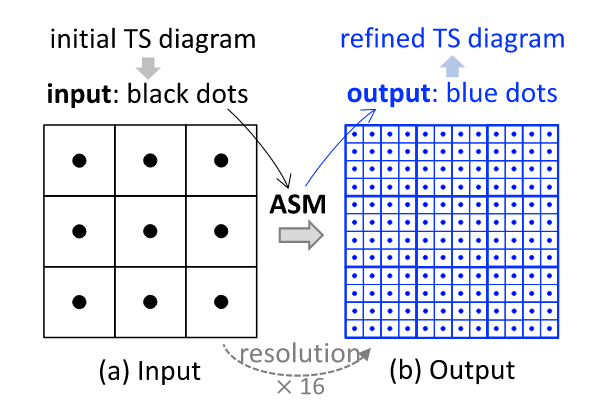 initial TS diagram
refined TS diagram
input: black dots
output: blue dots
ASM
resolution
× 16
(a) Input
(b) Output